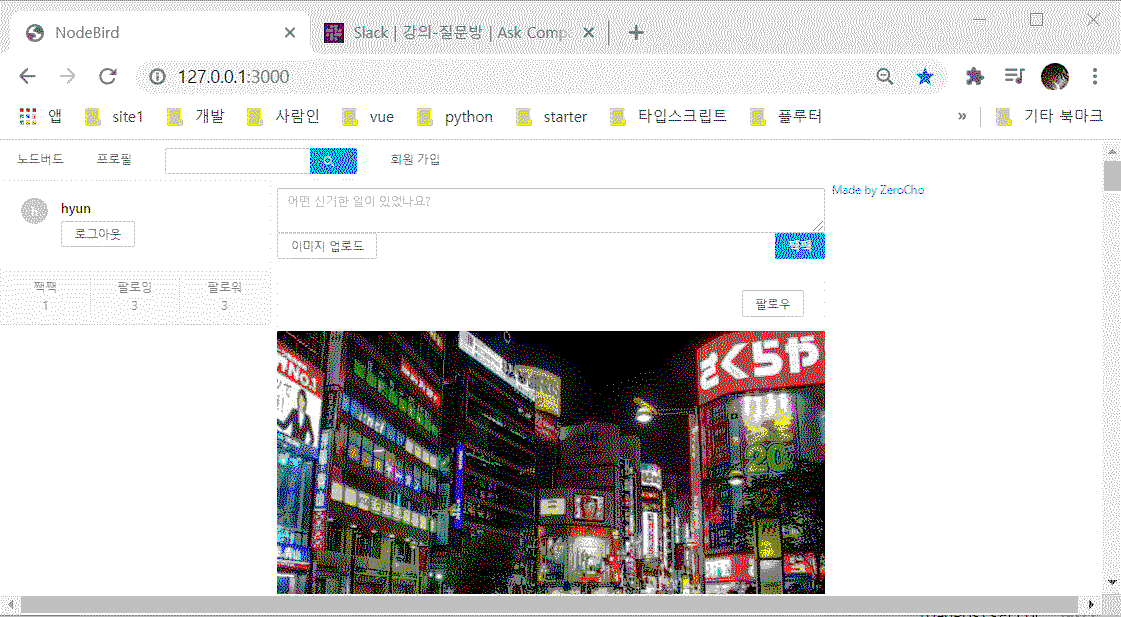 NodeBird
Slack | 강의-질문방 | Ask Comp
127.0.0.1:3000
앱 site1 개발 사람인 vue python starter 타입스크립트 플루터 » 기타 북마크
노드버드 프로필 회원 가입
h hyun
로그아웃
짹짹 팔로잉 팔로워
1 3 3
어떤 신기한 일이 있었나요?
이미지 업로드 짹짹
팔로우
Made by ZeroCho
NO.1
さくらや
20